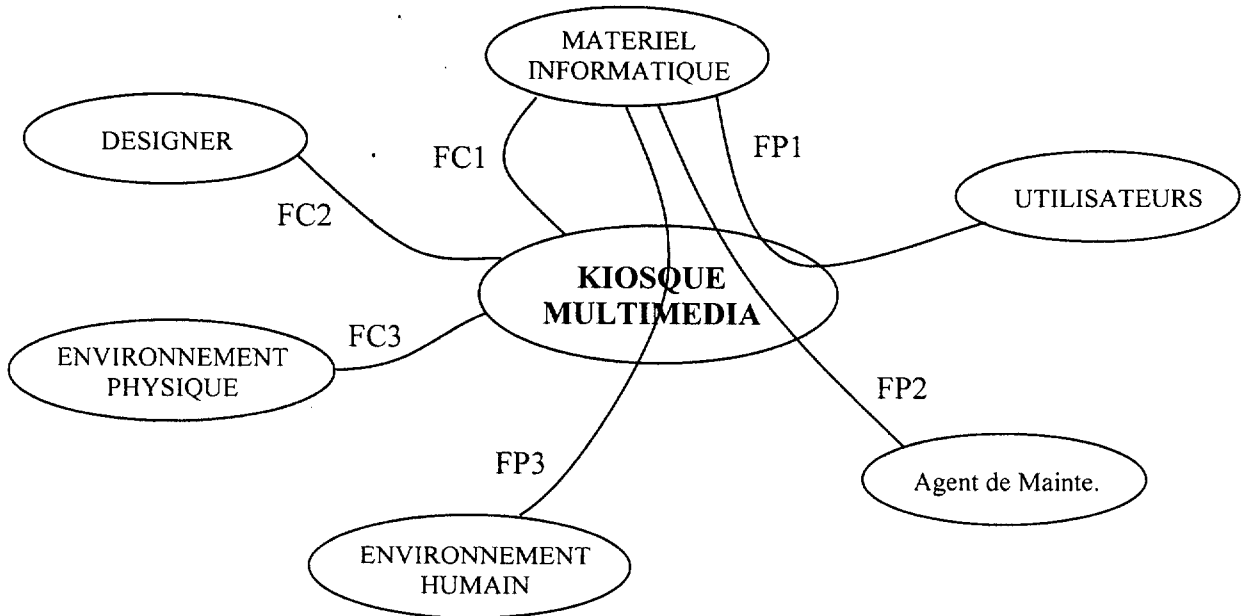 MATERIEL
INFORMATIQUE
DESIGNER
FC1
FP1
UTILISATEURS
FC2
KIOSQUE
MULTIMEDIA
FC3
ENVIRONNEMENT
PHYSIQUE
FP2
FP3
Agent de Mainte.
ENVIRONNEMENT
HUMAIN